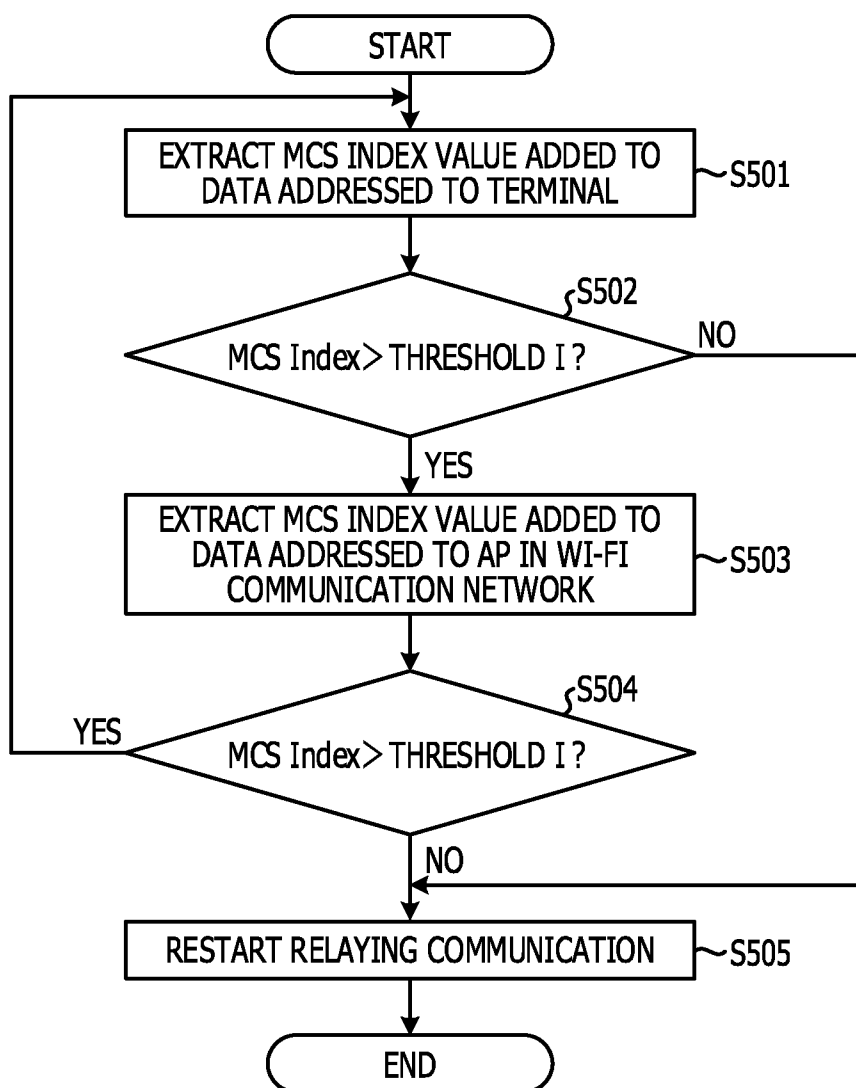 START
EXTRACT MCS INDEX VALUE ADDED TO
DATA ADDRESSED TO TERMINAL
S501
S502
MCS Index> THRESHOLD I ?
NO
YES
EXTRACT MCS INDEX VALUE ADDED TO
DATA ADDRESSED TO AP IN WI-FI
COMMUNICATION NETWORK
S503
S504
YES
MCS Index> THRESHOLD I ?
NO
RESTART RELAYING COMMUNICATION
S505
END